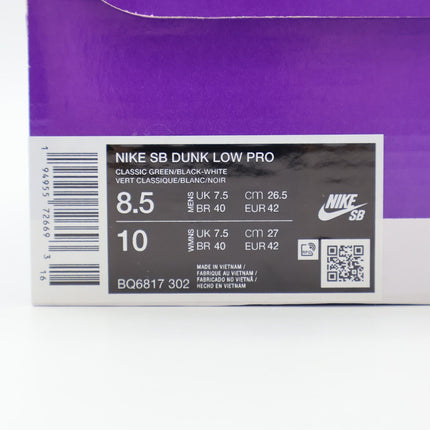 NIKE SB DUNK LOW PRO
CLASSIC GREEN/BLACK-WHITE
VERT CLASSIQUE/BLANC/NOIR
8.5 MENS UK 7.5 cm 26.5
BR 40 EUR 42
10 WMNS UK 7.5 cm 27
BR 40 EUR 42
MADE IN VIETNAM /
FABRIQUE AU VIETNAM /
FABRICADO NO VIETNÃ /
HECHO EN VIETNAM
BQ6817 302
NIKE
SB
1 94955 72669 3 16